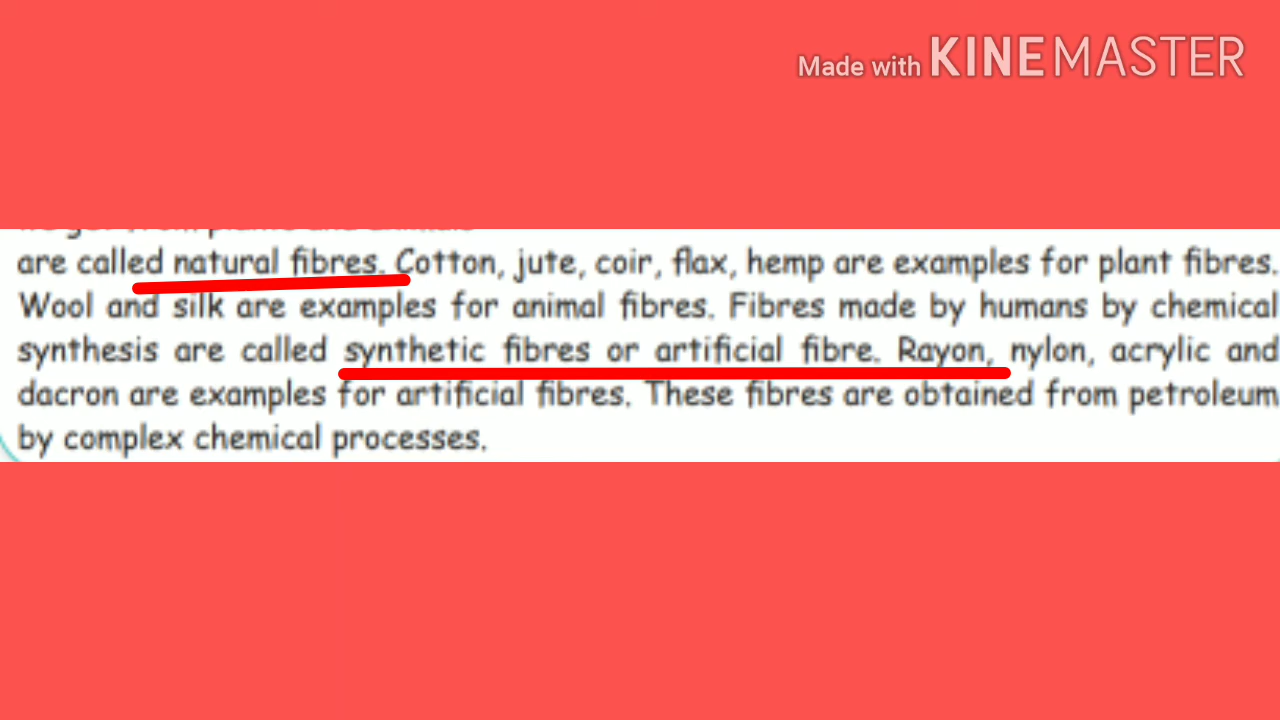 Made with KINEMASTER
are called natural fibres. Cotton, jute, coir, flax, hemp are examples for plant fibres.
Wool and silk are examples for animal fibres. Fibres made by humans by chemical
synthesis are called synthetic fibres or artificial fibre. Rayon, nylon, acrylic and
dacron are examples for artificial fibres. These fibres are obtained from petroleum
by complex chemical processes.